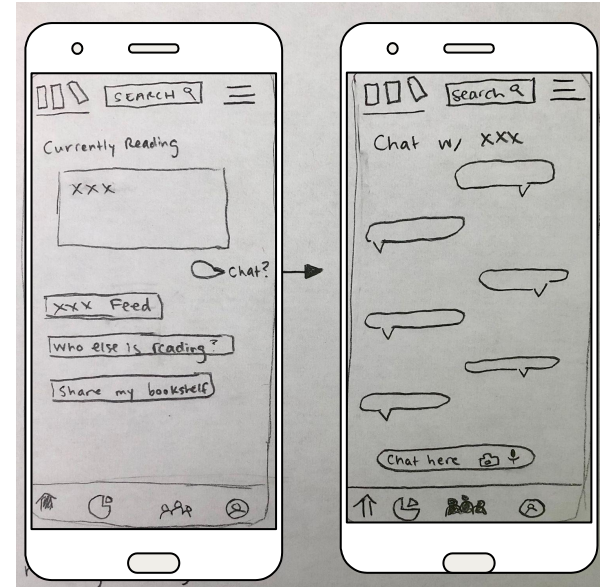 SEARCH
Currently Reading
XXX
Chat?
XXX Feed
Who else is reading?
Share my bookshelf
Search
Chat w/ XXX
Chat here